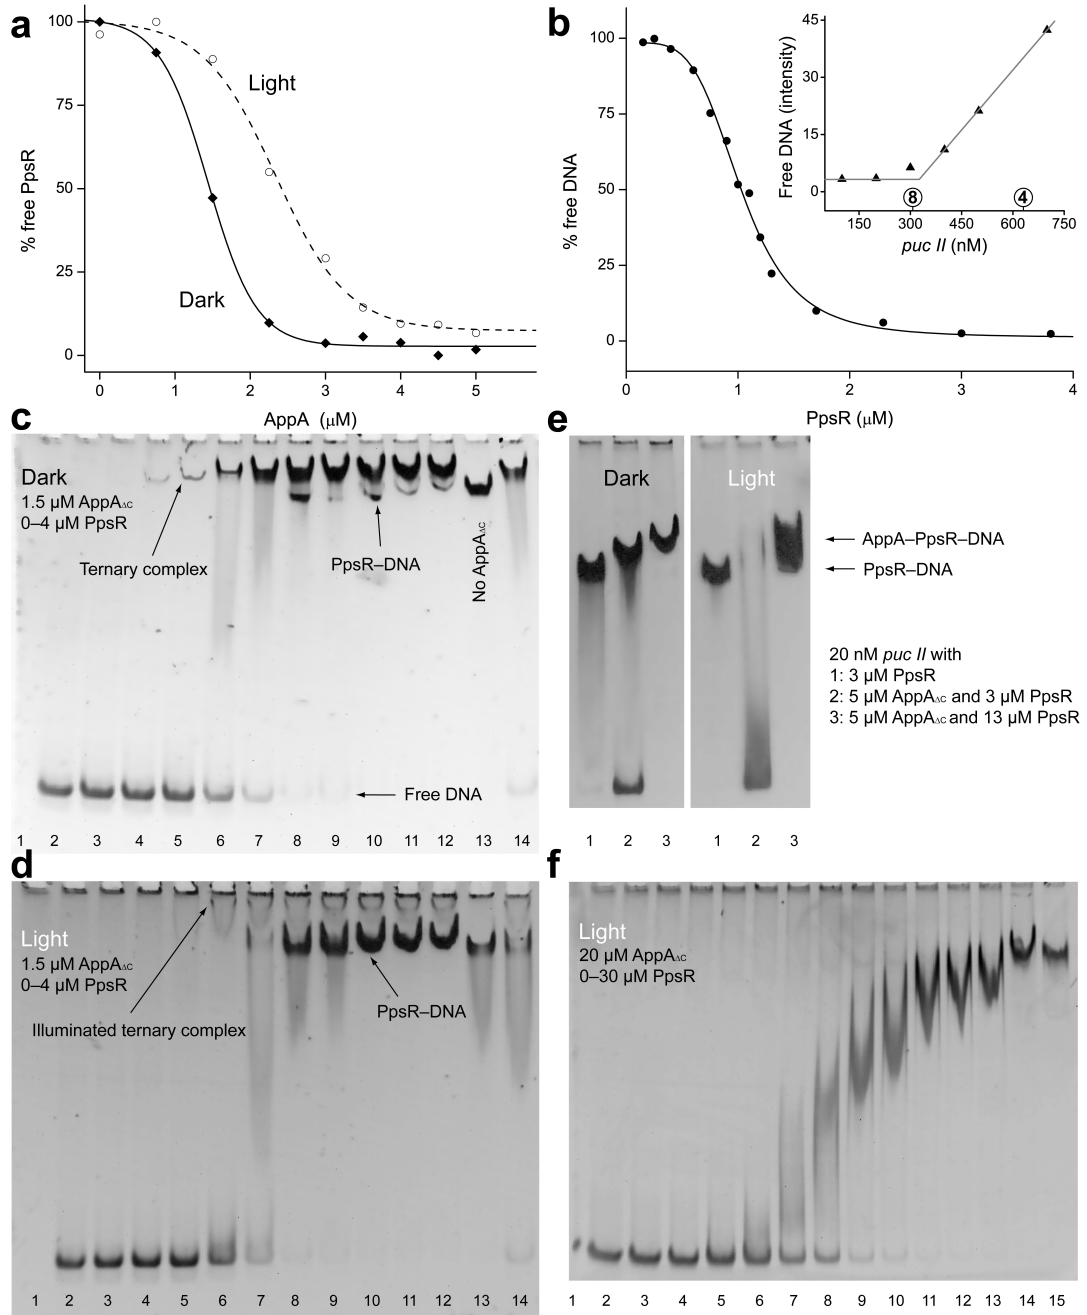 a
% free PpsR
100
75
50
25
0
Light
Dark
0 1 2 3 4 5
AppA (µM)
b
% free DNA
100
75
50
25
0
0 1 2 3 4
PpsR (µM)
Free DNA (intensity)
45
30
15
0
8 4
150 300 450 600 750
puc II (nM)
c
Dark
1.5 µM AppAΔC
0–4 µM PpsR
Ternary complex
PpsR–DNA
No AppAΔC
Free DNA
1 2 3 4 5 6 7 8 9 10 11 12 13 14
e
Dark
Light
AppA–PpsR–DNA
PpsR–DNA
20 nM puc II with
1: 3 µM PpsR
2: 5 µM AppAΔC and 3 µM PpsR
3: 5 µM AppAΔC and 13 µM PpsR
1 2 3 1 2 3
d
Light
1.5 µM AppAΔC
0–4 µM PpsR
Illuminated ternary complex
PpsR–DNA
1 2 3 4 5 6 7 8 9 10 11 12 13 14
f
Light
20 µM AppAΔC
0–30 µM PpsR
1 2 3 4 5 6 7 8 9 10 11 12 13 14 15